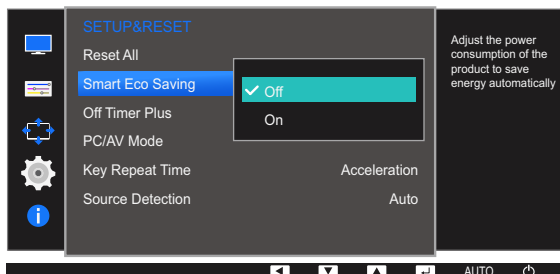 SETUP&RESET
Reset All
Smart Eco Saving
Off
Off Timer Plus
On
PC/AV Mode
Key Repeat Time Acceleration
Source Detection Auto
Adjust the power
consumption of the
product to save
energy automatically
AUTO